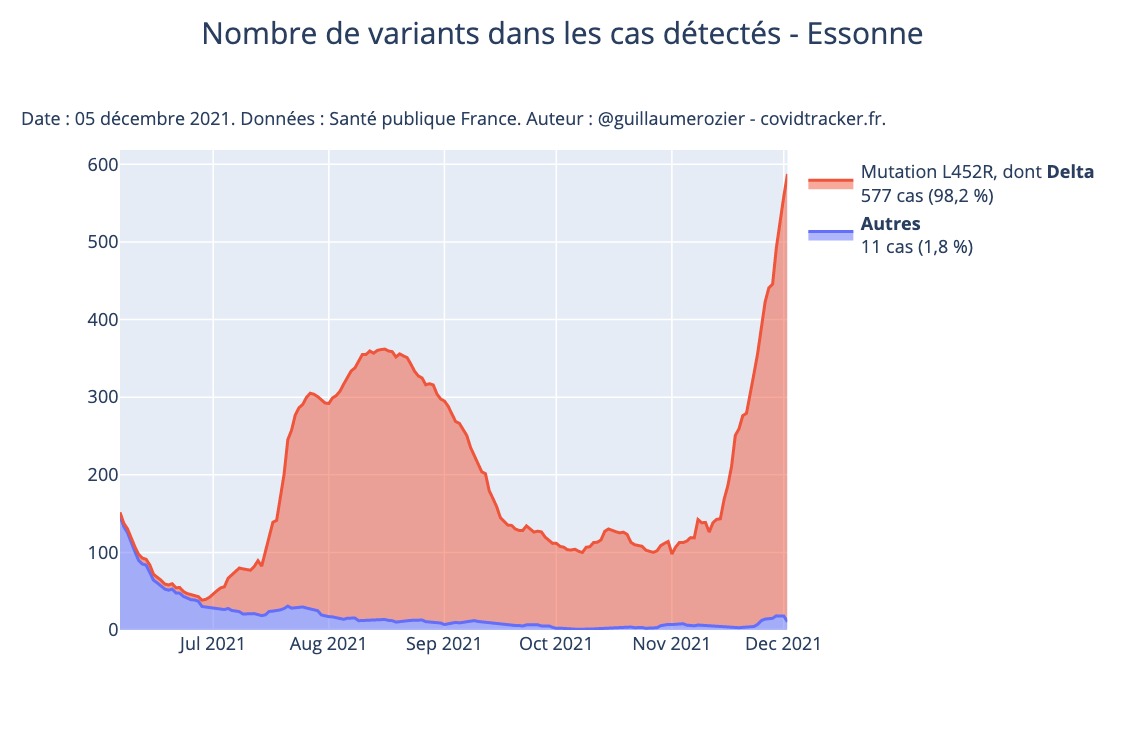 Nombre de variants dans les cas détectés - Essonne
Date : 05 décembre 2021. Données : Santé publique France. Auteur : @guillaumerozier - covidtracker.fr.
600
500
400
300
200
100
0
Jul 2021
Aug 2021
Sep 2021
Oct 2021
Nov 2021
Dec 2021
Mutation L452R, dont Delta
577 cas (98,2 %)
Autres
11 cas (1,8 %)